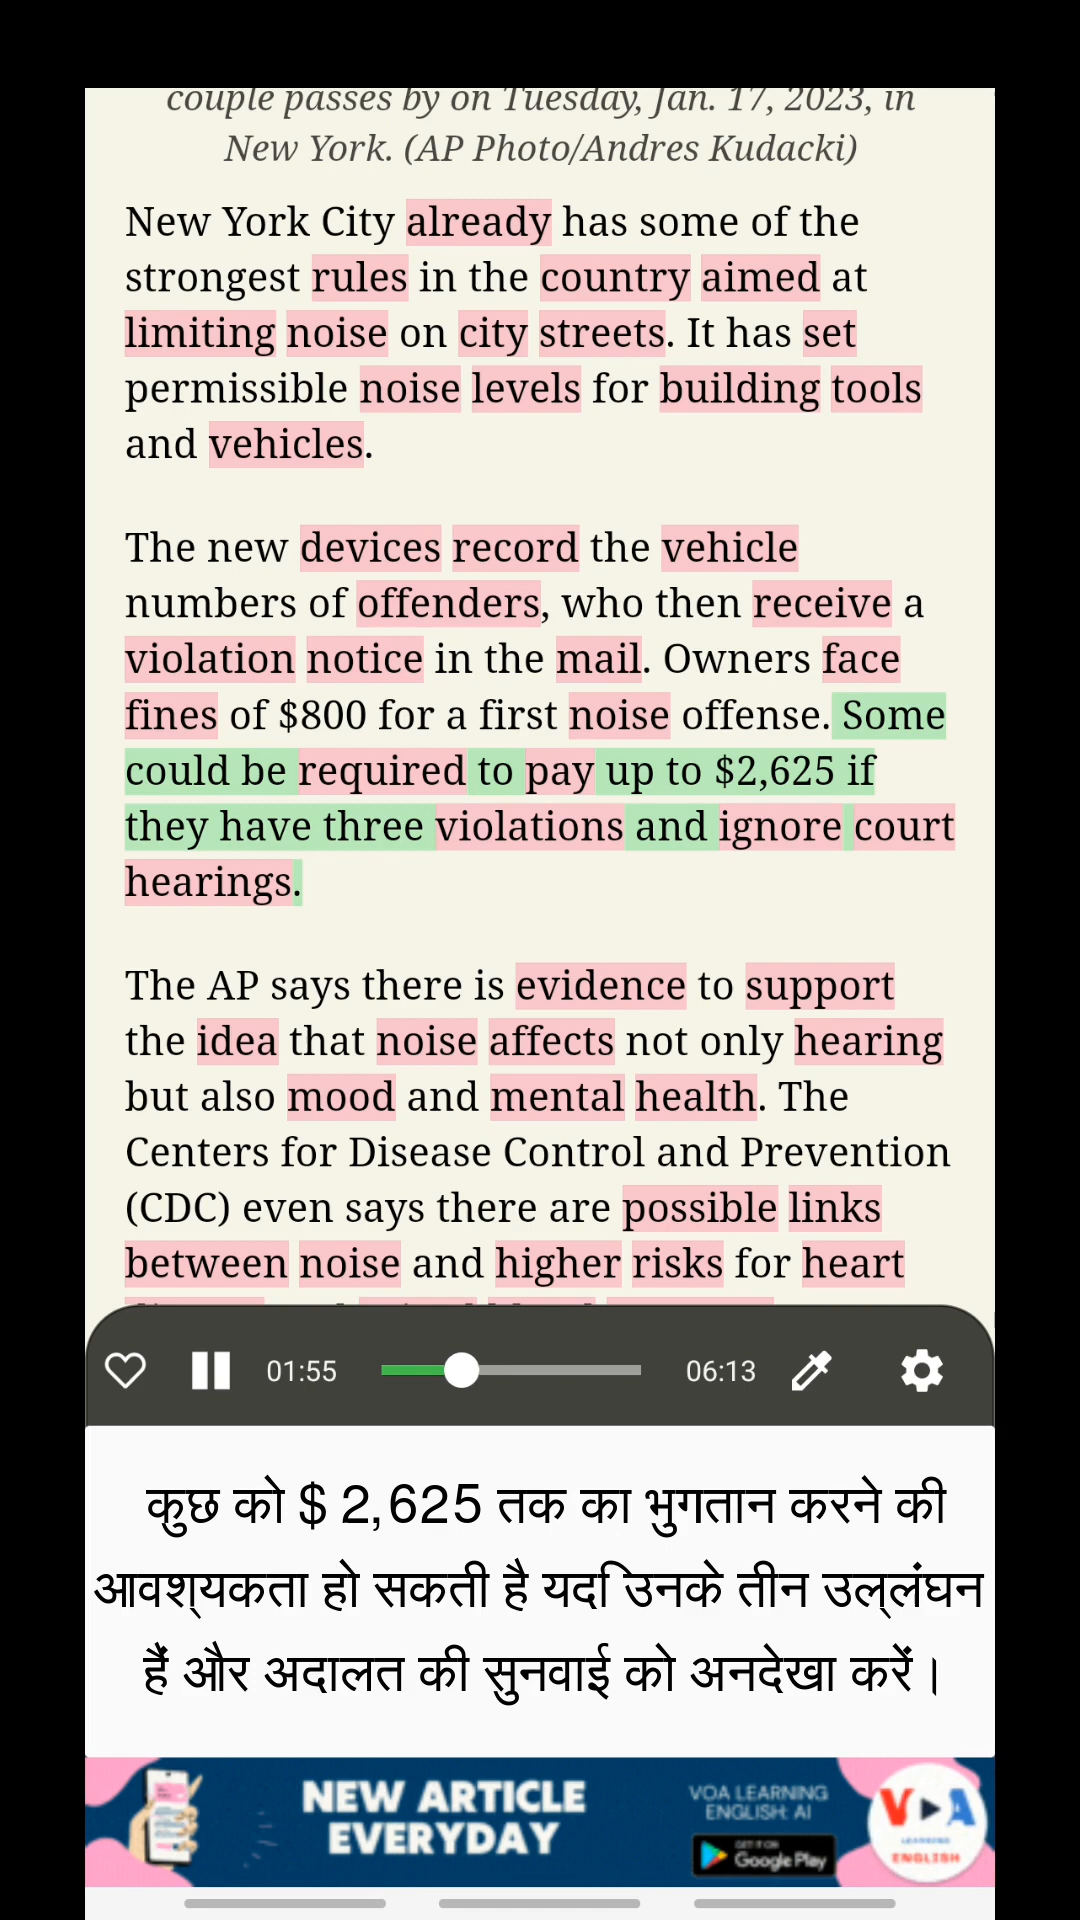 couple passes by on Tuesday, Jan. 17, 2023, in
New York. (AP Photo/Andres Kudacki)
New York City already has some of the
strongest rules in the country aimed at
limiting noise on city streets. It has set
permissible noise levels for building tools
and vehicles.
The new devices record the vehicle
numbers of offenders, who then receive a
violation notice in the mail. Owners face
fines of $800 for a first noise offense. Some
could be required to pay up to $2,625 if
they have three violations and ignore court
hearings.
The AP says there is evidence to support
the idea that noise affects not only hearing
but also mood and mental health. The
Centers for Disease Control and Prevention
(CDC) even says there are possible links
between noise and higher risks for heart
01:55 06:13
कुछ को $ 2,625 तक का भुगतान करने की
आवश्यकता हो सकती है यदि उनके तीन उल्लंघन
हैं और अदालत की सुनवाई को अनदेखा करें।
NEW ARTICLE
EVERYDAY
VOA LEARNING
ENGLISH: AI
GET IT ON
Google Play
VOA
LEARNING
ENGLISH